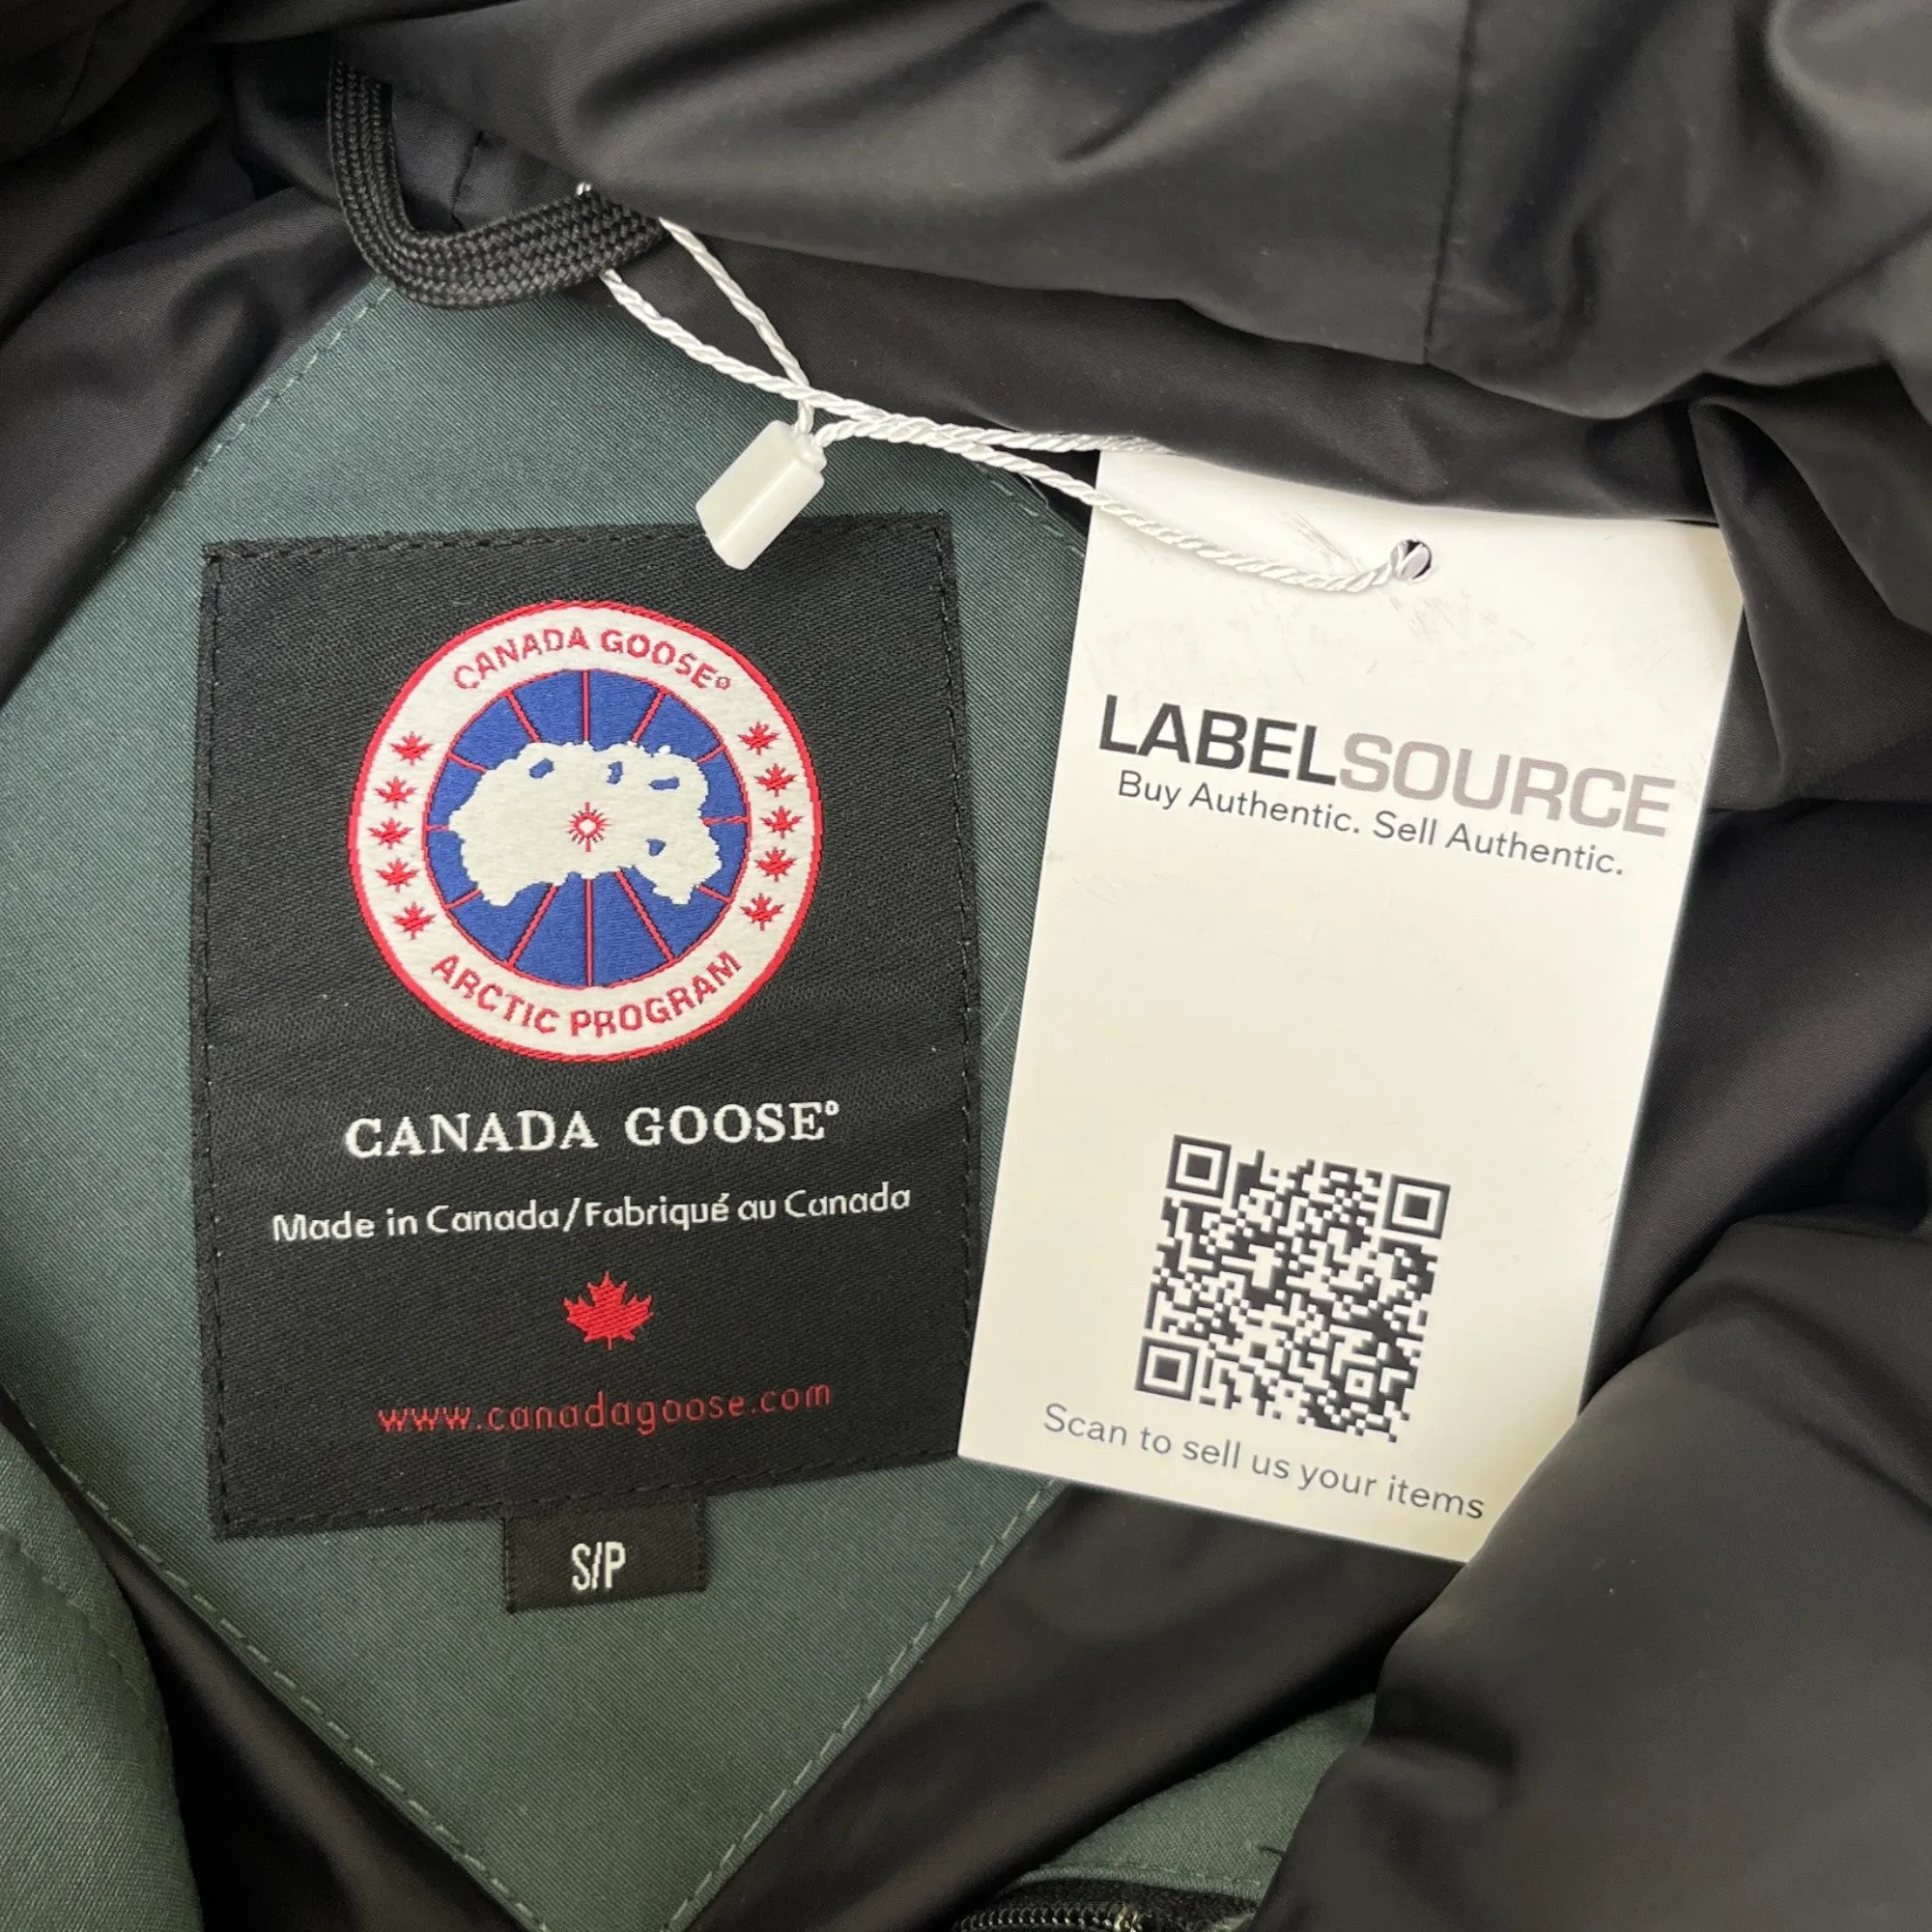 CANADA GOOSE
ARCTIC PROGRAM
CANADA GOOSE
Made in Canada/Fabriqué au Canada
www.canadagoose.com
S/P
LABELSOURCE
Buy Authentic. Sell Authentic.
Scan to sell us your items